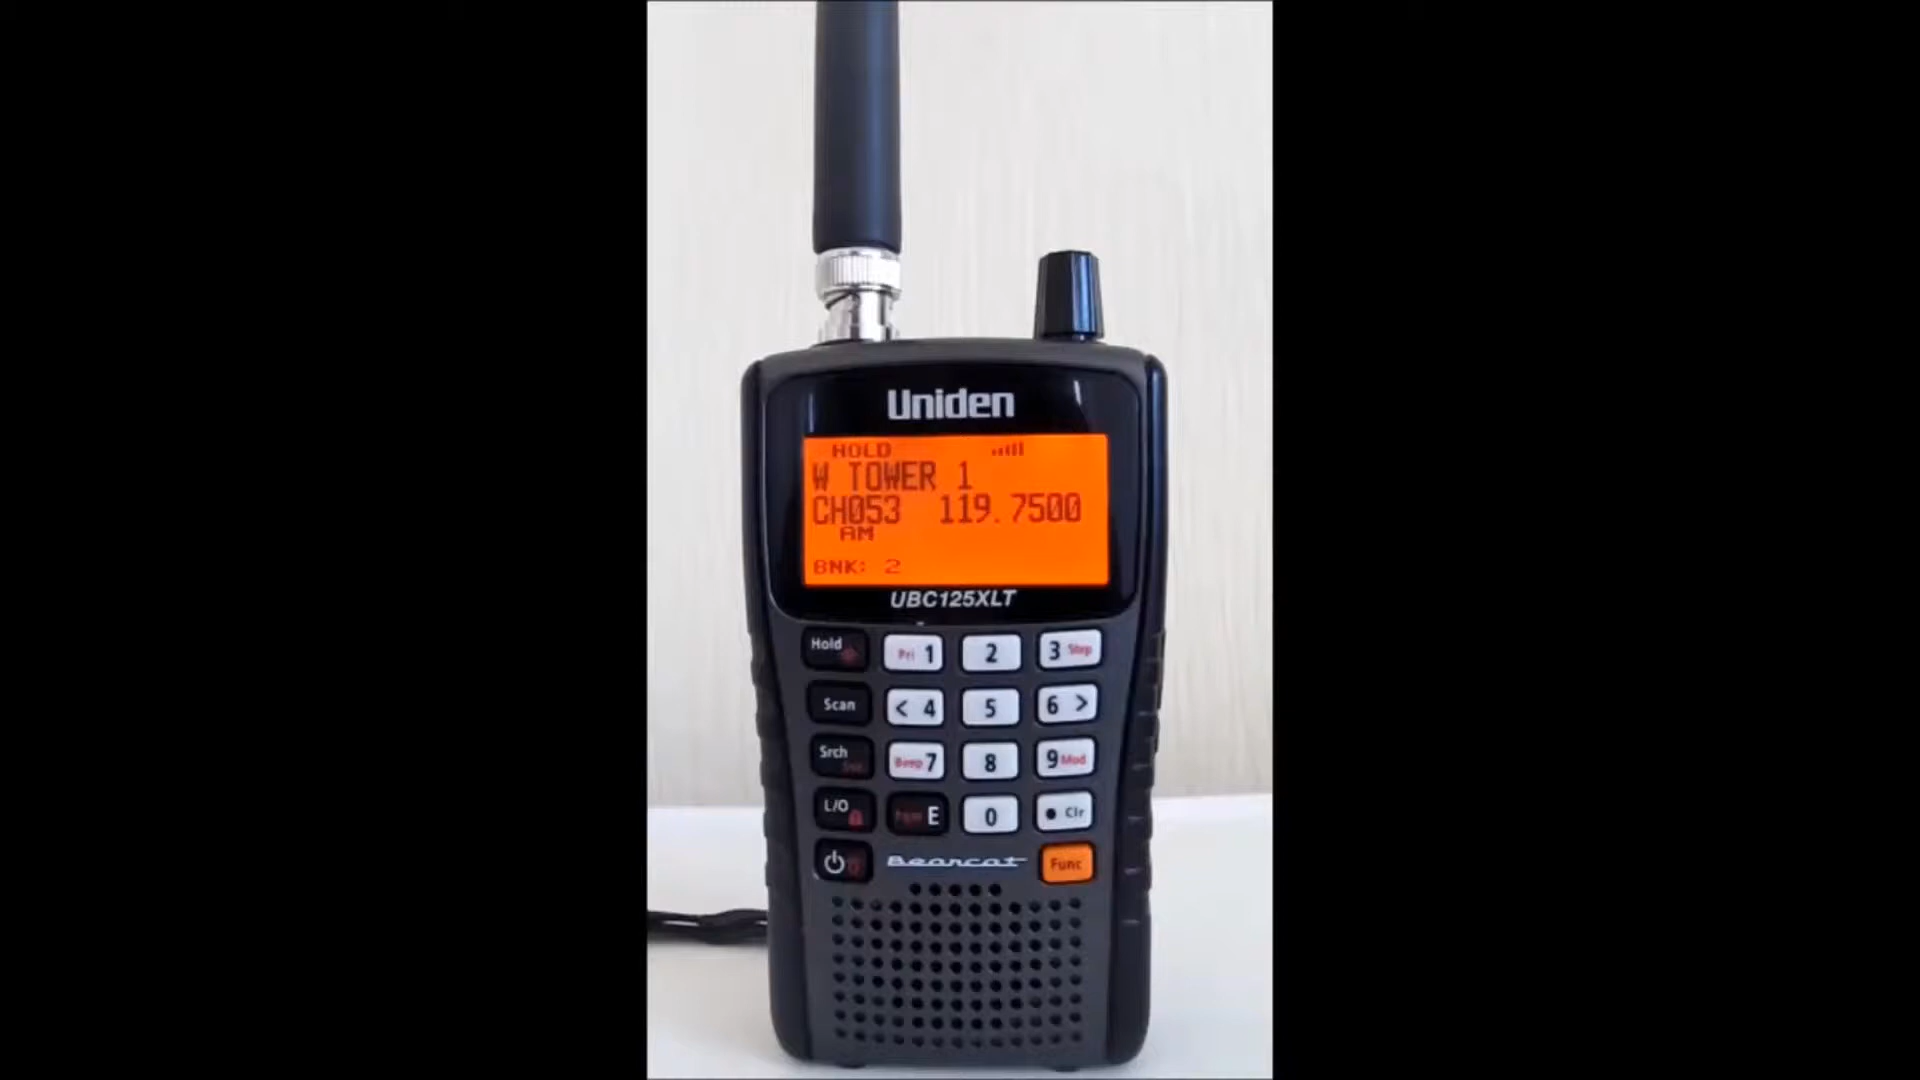 Uniden
HOLD
W TOWER 1
CH053 119.7500
AM
BNK: 2
UBC125XLT
Hold Pri 1 2 3 Step
Scan < 4 5 6 >
Srch Beep 7 8 9 Mod
L/O E 0 • Clr
Bearcat Func